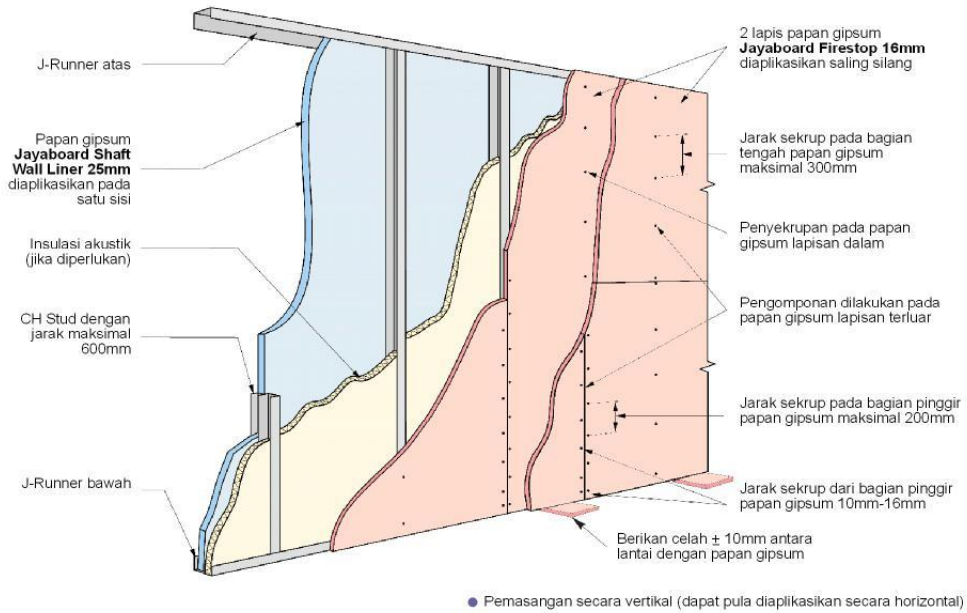 J-Runner atas
Papan gipsum
Jayaboard Shaft
Wall Liner 25mm
diaplikasikan pada
satu sisi
Insulasi akustik
(jika diperlukan)
CH Stud dengan
jarak maksimal
600mm
J-Runner bawah
2 lapis papan gipsum
Jayaboard Firestop 16mm
diaplikasikan saling silang
Jarak sekrup pada bagian
tengah papan gipsum
maksimal 300mm
Penyekrupan pada papan
gipsum lapisan dalam
Pengomponan dilakukan pada
papan gipsum lapisan terluar
Jarak sekrup pada bagian pinggir
papan gipsum maksimal 200mm
Jarak sekrup dari bagian pinggir
papan gipsum 10mm-16mm
Berikan celah ± 10mm antara
lantai dengan papan gipsum
● Pemasangan secara vertikal (dapat pula diaplikasikan secara horizontal)